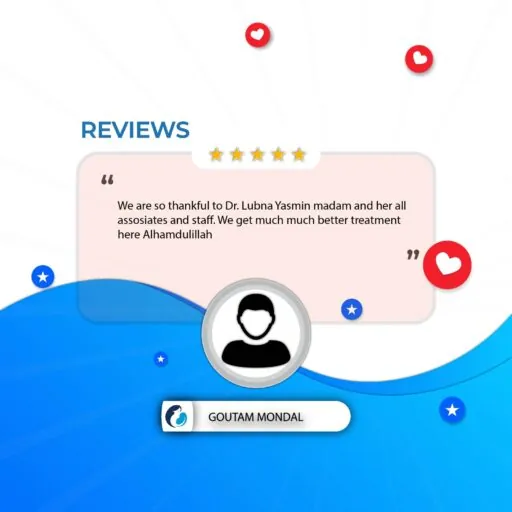 REVIEWS
“
We are so thankful to Dr. Lubna Yasmin madam and her all
assosiates and staff. We get much much better treatment
here Alhamdulillah
”
GOUTAM MONDAL